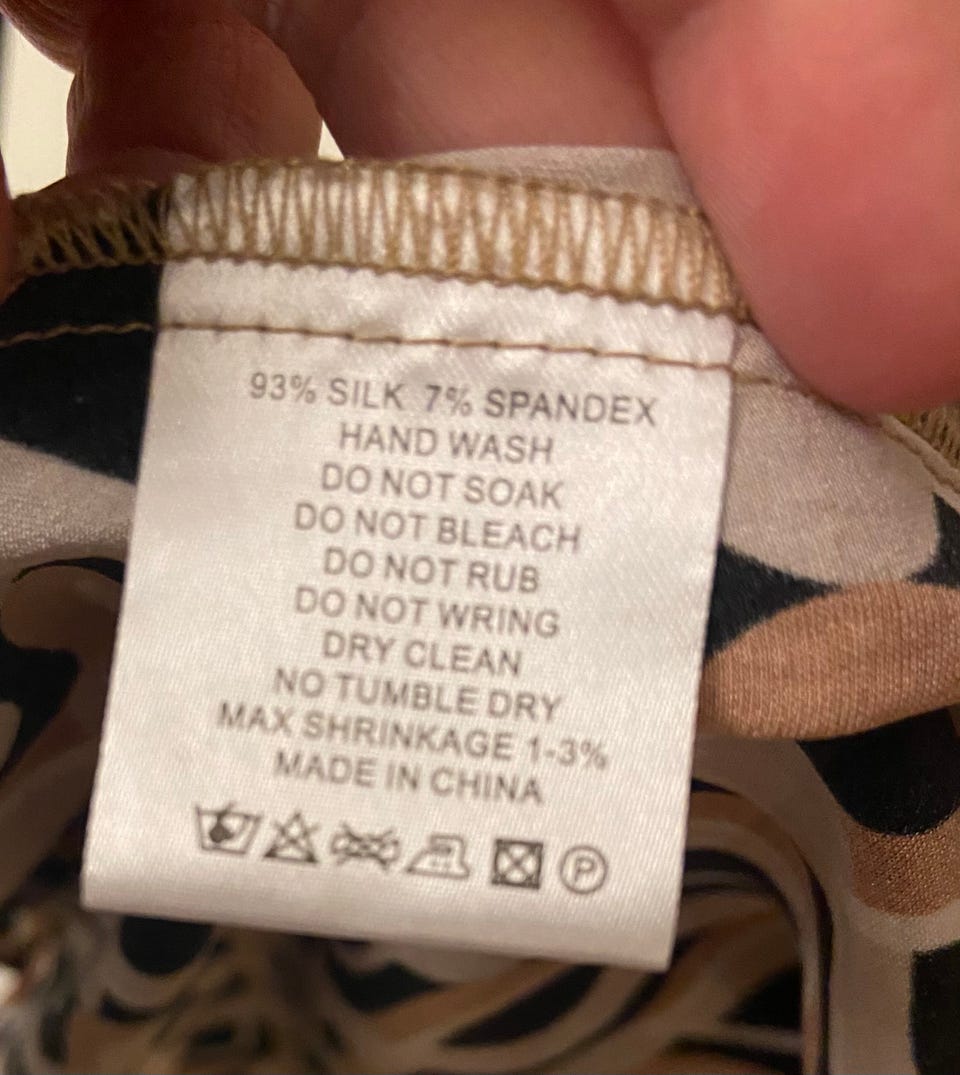 93% SILK 7% SPANDEX
HAND WASH
DO NOT SOAK
DO NOT BLEACH
DO NOT RUB
DO NOT WRING
DRY CLEAN
NO TUMBLE DRY
MAX SHRINKAGE 1-3%
MADE IN CHINA
P